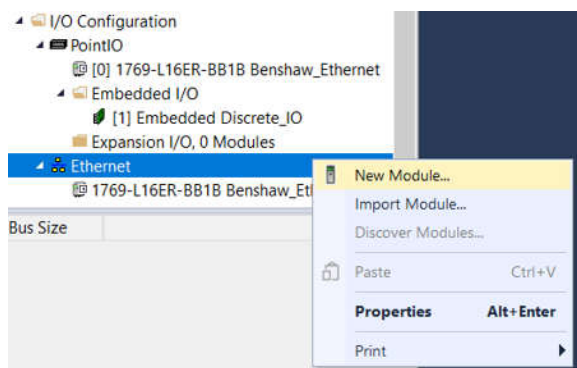 I/O Configuration
PointIO
[0] 1769-L16ER-BB1B Benshaw_Ethernet
Embedded I/O
[1] Embedded Discrete_IO
Expansion I/O, 0 Modules
Ethernet
1769-L16ER-BB1B Benshaw_Et
Bus Size
New Module...
Import Module...
Discover Modules...
Paste Ctrl+V
Properties Alt+Enter
Print